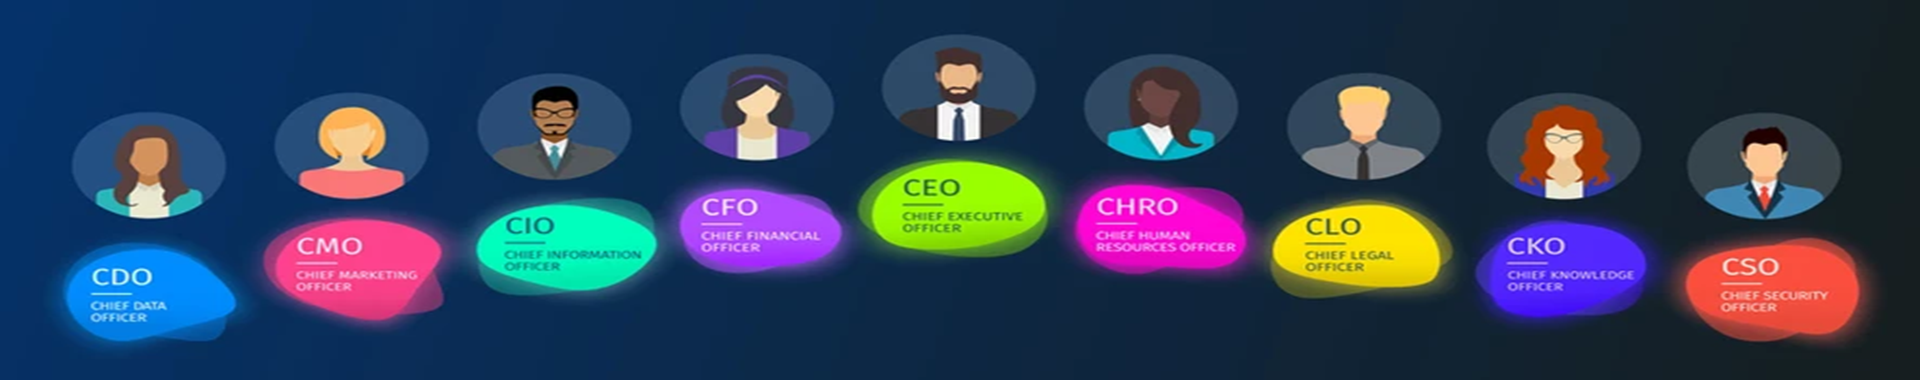 CDO
CHIEF DATA
OFFICER
CMO
CHIEF MARKETING
OFFICER
CIO
CHIEF INFORMATION
OFFICER
CFO
CHIEF FINANCIAL
OFFICER
CEO
CHIEF EXECUTIVE
OFFICER
CHRO
CHIEF HUMAN
RESOURCES OFFICER
CLO
CHIEF LEGAL
OFFICER
CKO
CHIEF KNOWLEDGE
OFFICER
CSO
CHIEF SECURITY
OFFICER